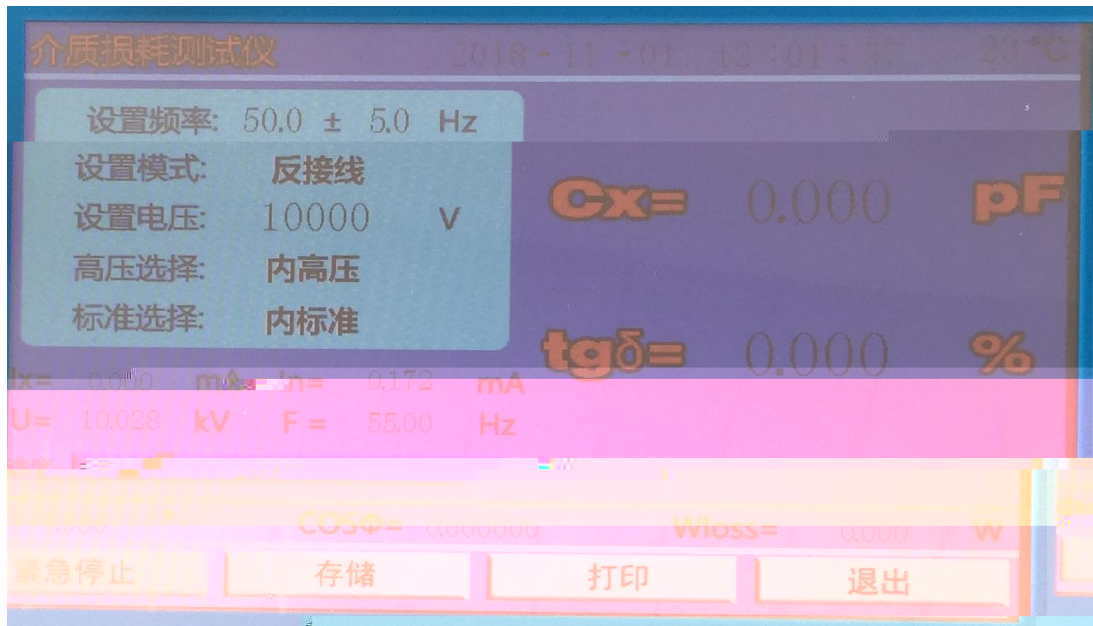 介质损耗测试仪 2018-11-01 12:01:57 23℃
设置频率: 50.0 ± 5.0 Hz
设置模式: 反接线
设置电压: 10000 V
高压选择: 内高压
标准选择: 内标准
Cx= 0.000 pF
tgδ= 0.000 %
Ix= 0.000 mA In= 0.172 mA
U= 10.028 kV F = 55.00 Hz
COSΦ= 0.000000 Wloss= 0.000 W
紧急停止 存储 打印 退出